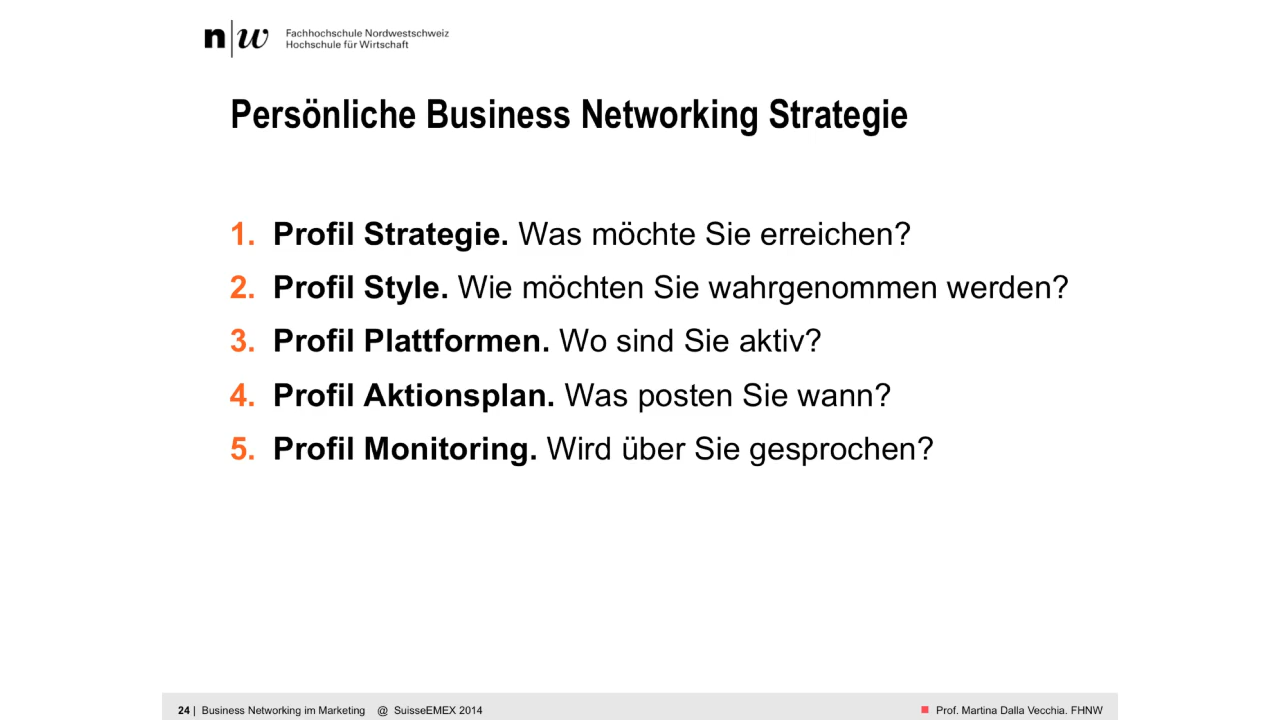 n|w Fachhochschule Nordwestschweiz
Hochschule für Wirtschaft
Persönliche Business Networking Strategie
1. Profil Strategie. Was möchte Sie erreichen?
2. Profil Style. Wie möchten Sie wahrgenommen werden?
3. Profil Plattformen. Wo sind Sie aktiv?
4. Profil Aktionsplan. Was posten Sie wann?
5. Profil Monitoring. Wird über Sie gesprochen?
24 | Business Networking im Marketing @ SuisseEMEX 2014 Prof. Martina Dalla Vecchia. FHNW